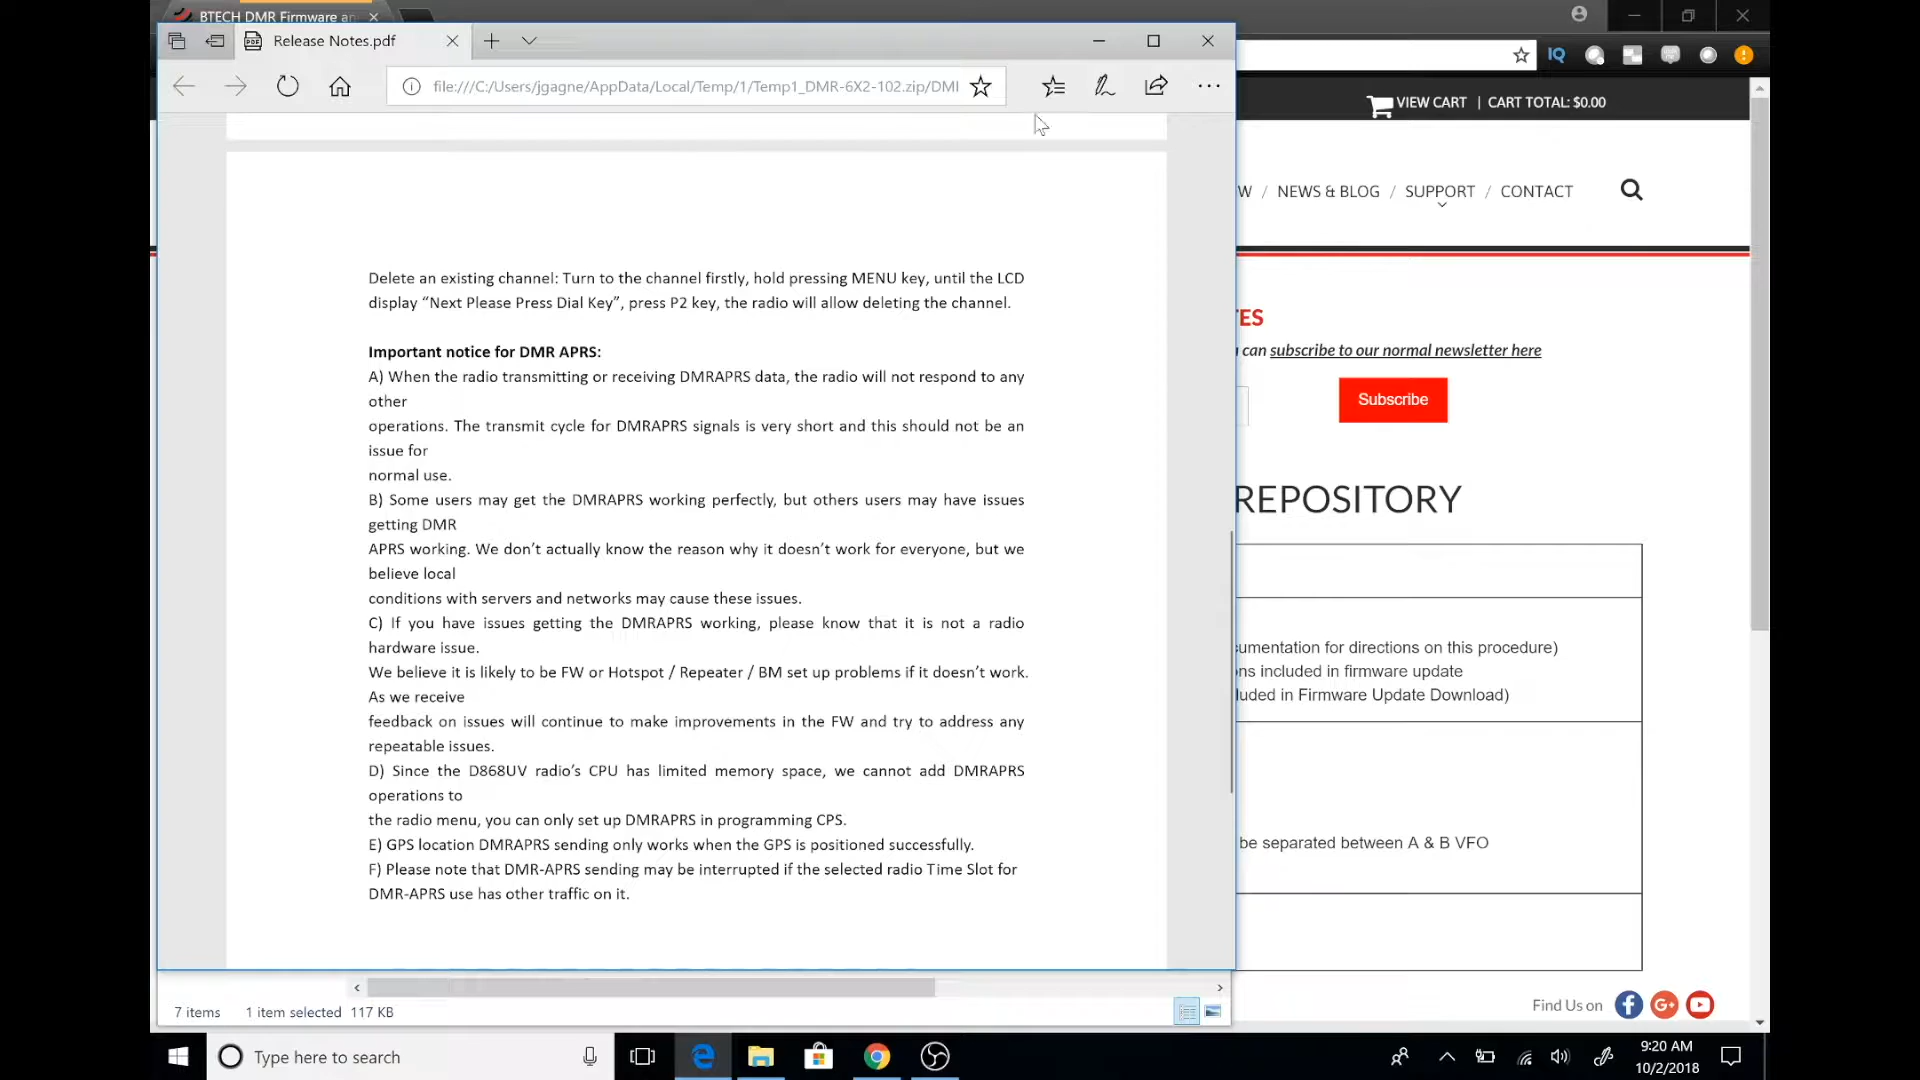 BTECH DMR Firmware an
Release Notes.pdf
file:///C:/Users/jgagne/AppData/Local/Temp/1/Temp1_DMR-6X2-102.zip/DMI
IQ
VIEW CART | CART TOTAL: $0.00
W / NEWS & BLOG / SUPPORT / CONTACT
Delete an existing channel: Turn to the channel firstly, hold pressing MENU key, until the LCD
display “Next Please Press Dial Key”, press P2 key, the radio will allow deleting the channel.
Important notice for DMR APRS:
A) When the radio transmitting or receiving DMRAPRS data, the radio will not respond to any
other
operations. The transmit cycle for DMRAPRS signals is very short and this should not be an
issue for
normal use.
B) Some users may get the DMRAPRS working perfectly, but others users may have issues
getting DMR
APRS working. We don’t actually know the reason why it doesn’t work for everyone, but we
believe local
conditions with servers and networks may cause these issues.
C) If you have issues getting the DMRAPRS working, please know that it is not a radio
hardware issue.
We believe it is likely to be FW or Hotspot / Repeater / BM set up problems if it doesn’t work.
As we receive
feedback on issues will continue to make improvements in the FW and try to address any
repeatable issues.
D) Since the D868UV radio’s CPU has limited memory space, we cannot add DMRAPRS
operations to
the radio menu, you can only set up DMRAPRS in programming CPS.
E) GPS location DMRAPRS sending only works when the GPS is positioned successfully.
F) Please note that DMR-APRS sending may be interrupted if the selected radio Time Slot for
DMR-APRS use has other traffic on it.
TES
can subscribe to our normal newsletter here
Subscribe
REPOSITORY
umentation for directions on this procedure)
ns included in firmware update
luded in Firmware Update Download)
be separated between A & B VFO
Find Us on
7 items 1 item selected 117 KB
Type here to search
9:20 AM
10/2/2018